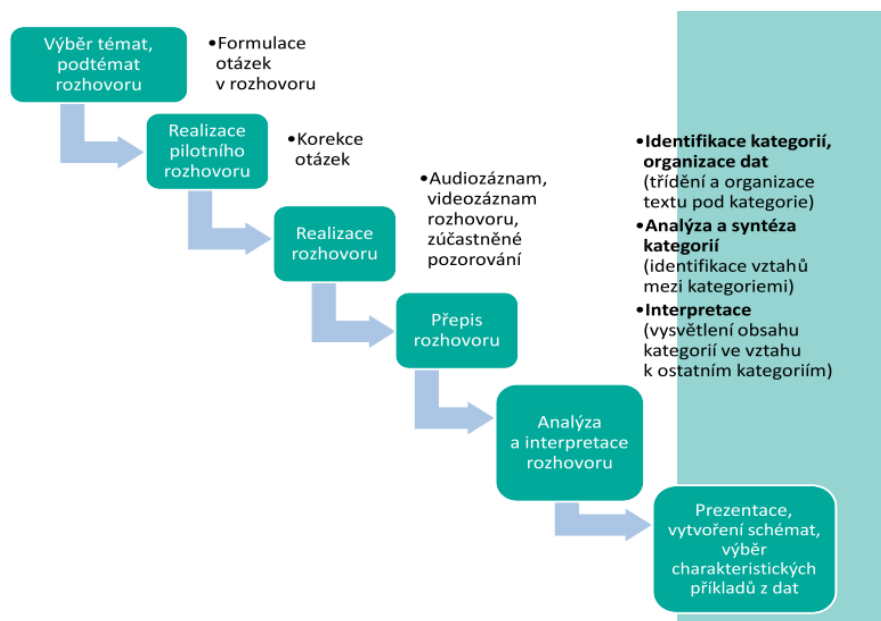 Výběr témat,
podtémat
rozhovoru
•Formulace
otázek
v rozhovoru
Realizace
pilotního
rozhovoru
•Korekce
otázek
Realizace
rozhovoru
•Audiozáznam,
videozáznam
rozhovoru,
zúčastněné
pozorování
Přepis
rozhovoru
Analýza
a interpretace
rozhovoru
•Identifikace kategorií,
organizace dat
(třídění a organizace
textu pod kategorie)
•Analýza a syntéza
kategorií
(identifikace vztahů
mezi kategoriemi)
•Interpretace
(vysvětlení obsahu
kategorií ve vztahu
k ostatním kategoriím)
Prezentace,
vytvoření schémat,
výběr
charakteristických
příkladů z dat